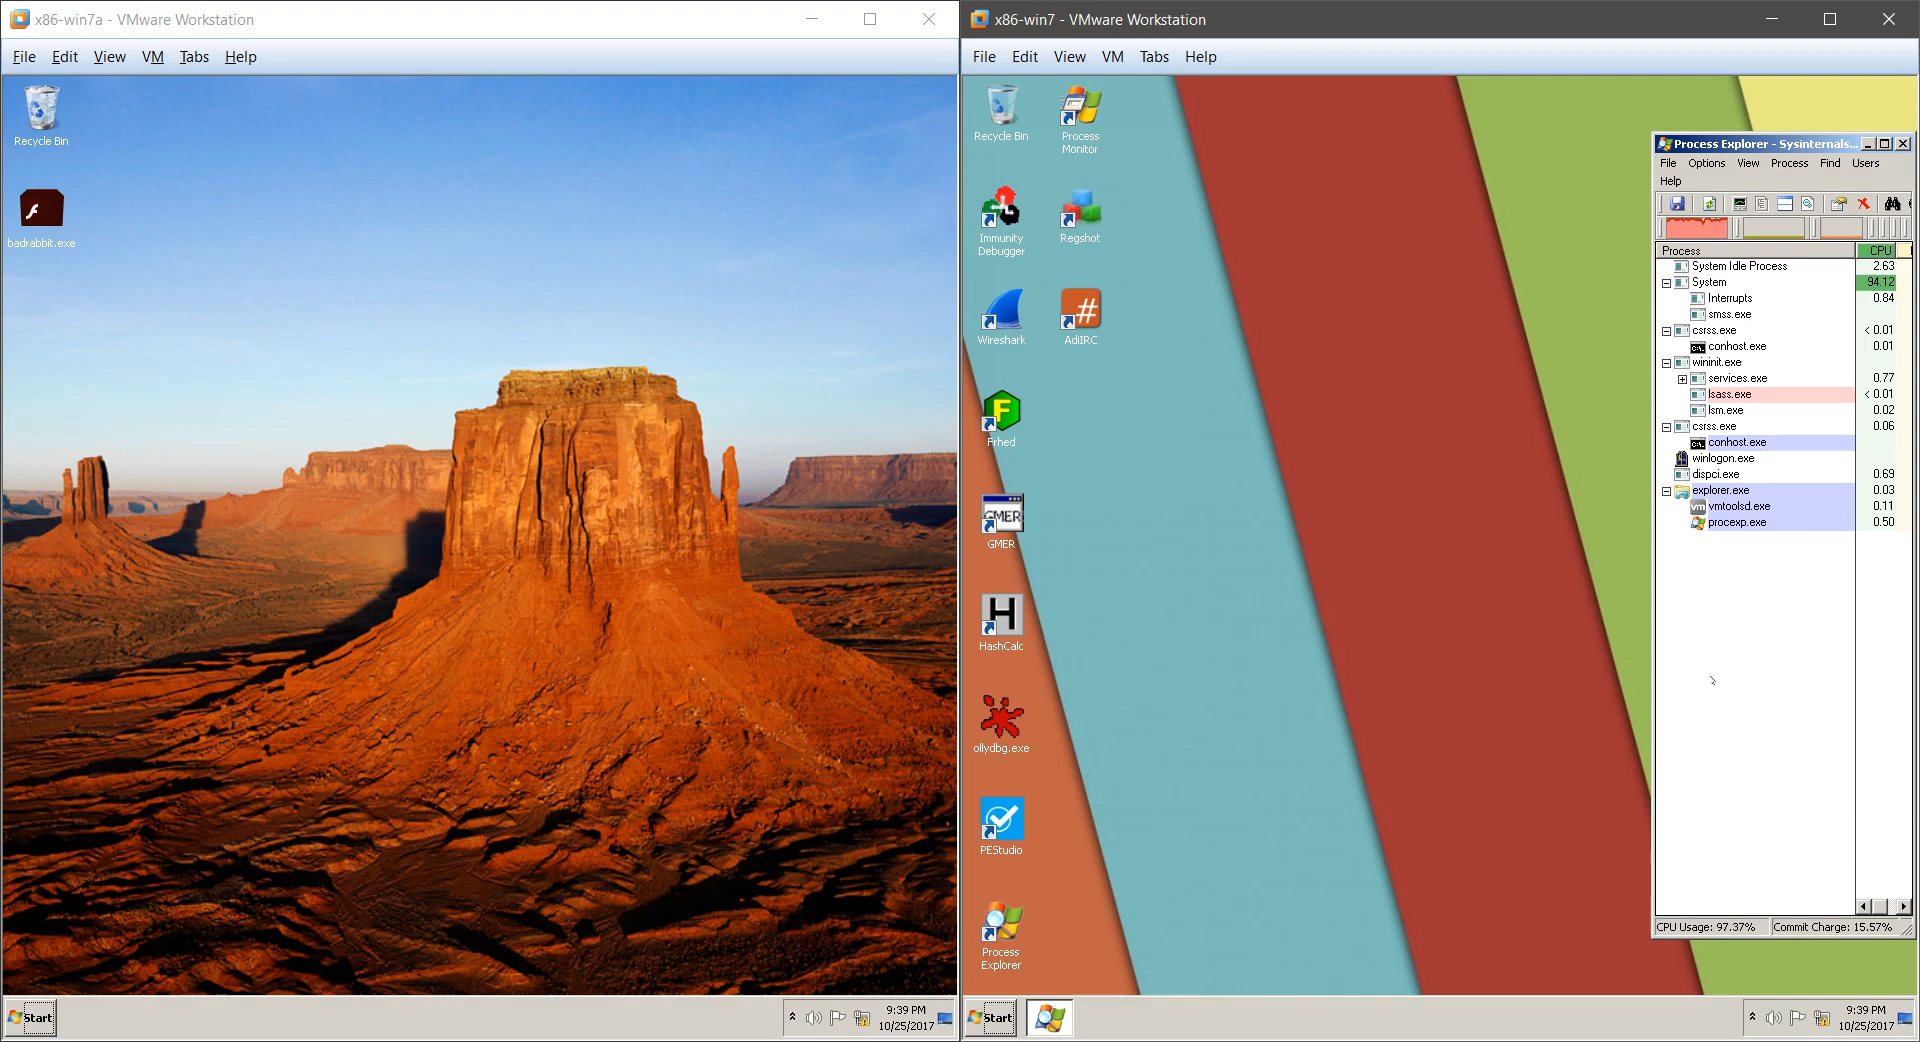 x86-win7a - VMware Workstation
File Edit View VM Tabs Help
Recycle Bin
badrabbit.exe
Start
9:39 PM
10/25/2017
x86-win7 - VMware Workstation
File Edit View VM Tabs Help
Recycle Bin
Process
Monitor
Immunity
Debugger
Regshot
Wireshark
#
AdiIRC
F
Frhed
GMER
GMER
H
HashCalc
ollydbg.exe
PEStudio
Process
Explorer
Process Explorer - Sysinternals...
File Options View Process Find Users
Help
Process CPU
System Idle Process 2.63
System 94.12
Interrupts 0.84
smss.exe
csrss.exe < 0.01
conhost.exe 0.01
wininit.exe
services.exe 0.77
lsass.exe < 0.01
lsm.exe 0.02
csrss.exe 0.06
conhost.exe
winlogon.exe
dispci.exe 0.69
explorer.exe 0.03
vm vmtoolsd.exe 0.11
procexp.exe 0.50
CPU Usage: 97.37% Commit Charge: 15.57%
Start
9:39 PM
10/25/2017